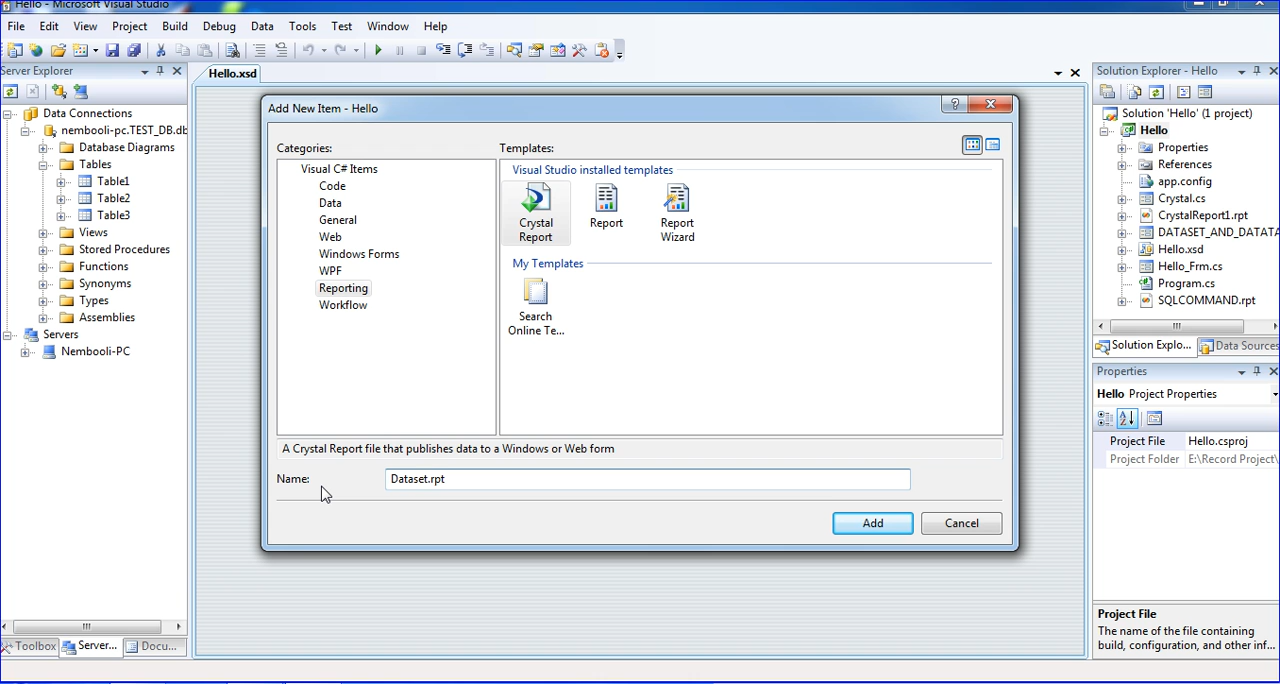 Hello - Microsoft Visual Studio
File Edit View Project Build Debug Data Tools Test Window Help
Server Explorer
Data Connections
nembooli-pc.TEST_DB.db
Database Diagrams
Tables
Table1
Table2
Table3
Views
Stored Procedures
Functions
Synonyms
Types
Assemblies
Servers
Nembooli-PC
Toolbox Server... Docu...
Hello.xsd
Add New Item - Hello
Categories:
Visual C# Items
Code
Data
General
Web
Windows Forms
WPF
Reporting
Workflow
Templates:
Visual Studio installed templates
Crystal
Report
Report
Report
Wizard
My Templates
Search
Online Te...
A Crystal Report file that publishes data to a Windows or Web form
Name: Dataset.rpt
Add Cancel
Solution Explorer - Hello
Solution 'Hello' (1 project)
Hello
Properties
References
app.config
Crystal.cs
CrystalReport1.rpt
DATASET_AND_DATATA
Hello.xsd
Hello_Frm.cs
Program.cs
SQLCOMMAND.rpt
Solution Explo... Data Sources
Properties
Hello Project Properties
Project File Hello.csproj
Project Folder E:\Record Project\
Project File
The name of the file containing
build, configuration, and other inf...